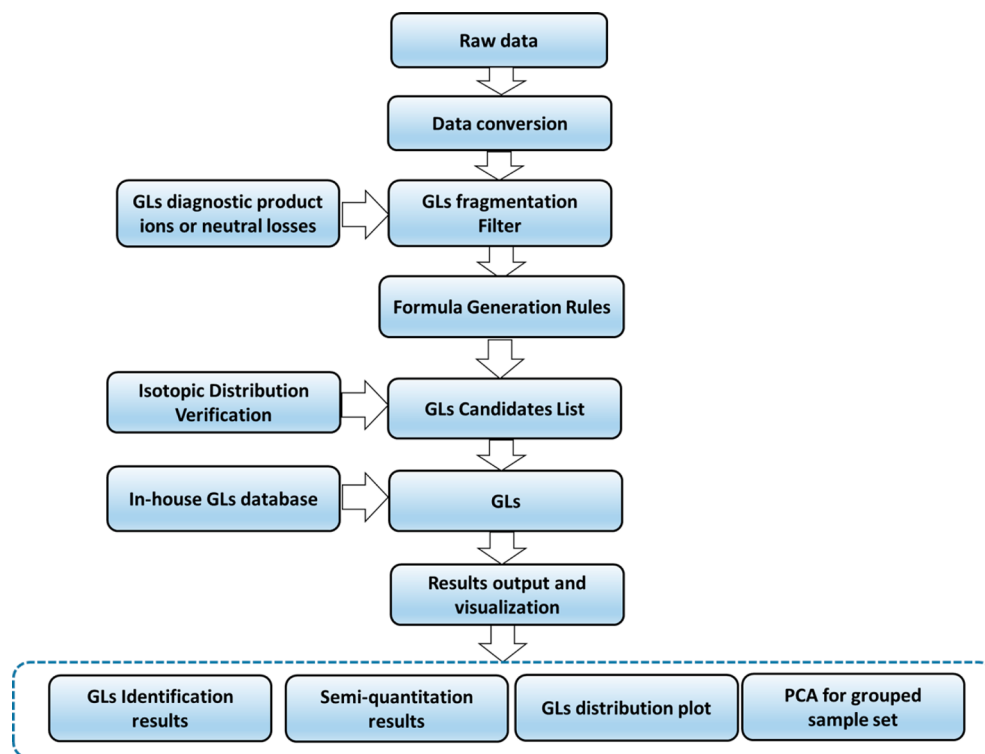 Raw data
Data conversion
GLs diagnostic product
ions or neutral losses
GLs fragmentation
Filter
Formula Generation Rules
Isotopic Distribution
Verification
GLs Candidates List
In-house GLs database
GLs
Results output and
visualization
GLs Identification
results
Semi-quantitation
results
GLs distribution plot
PCA for grouped
sample set